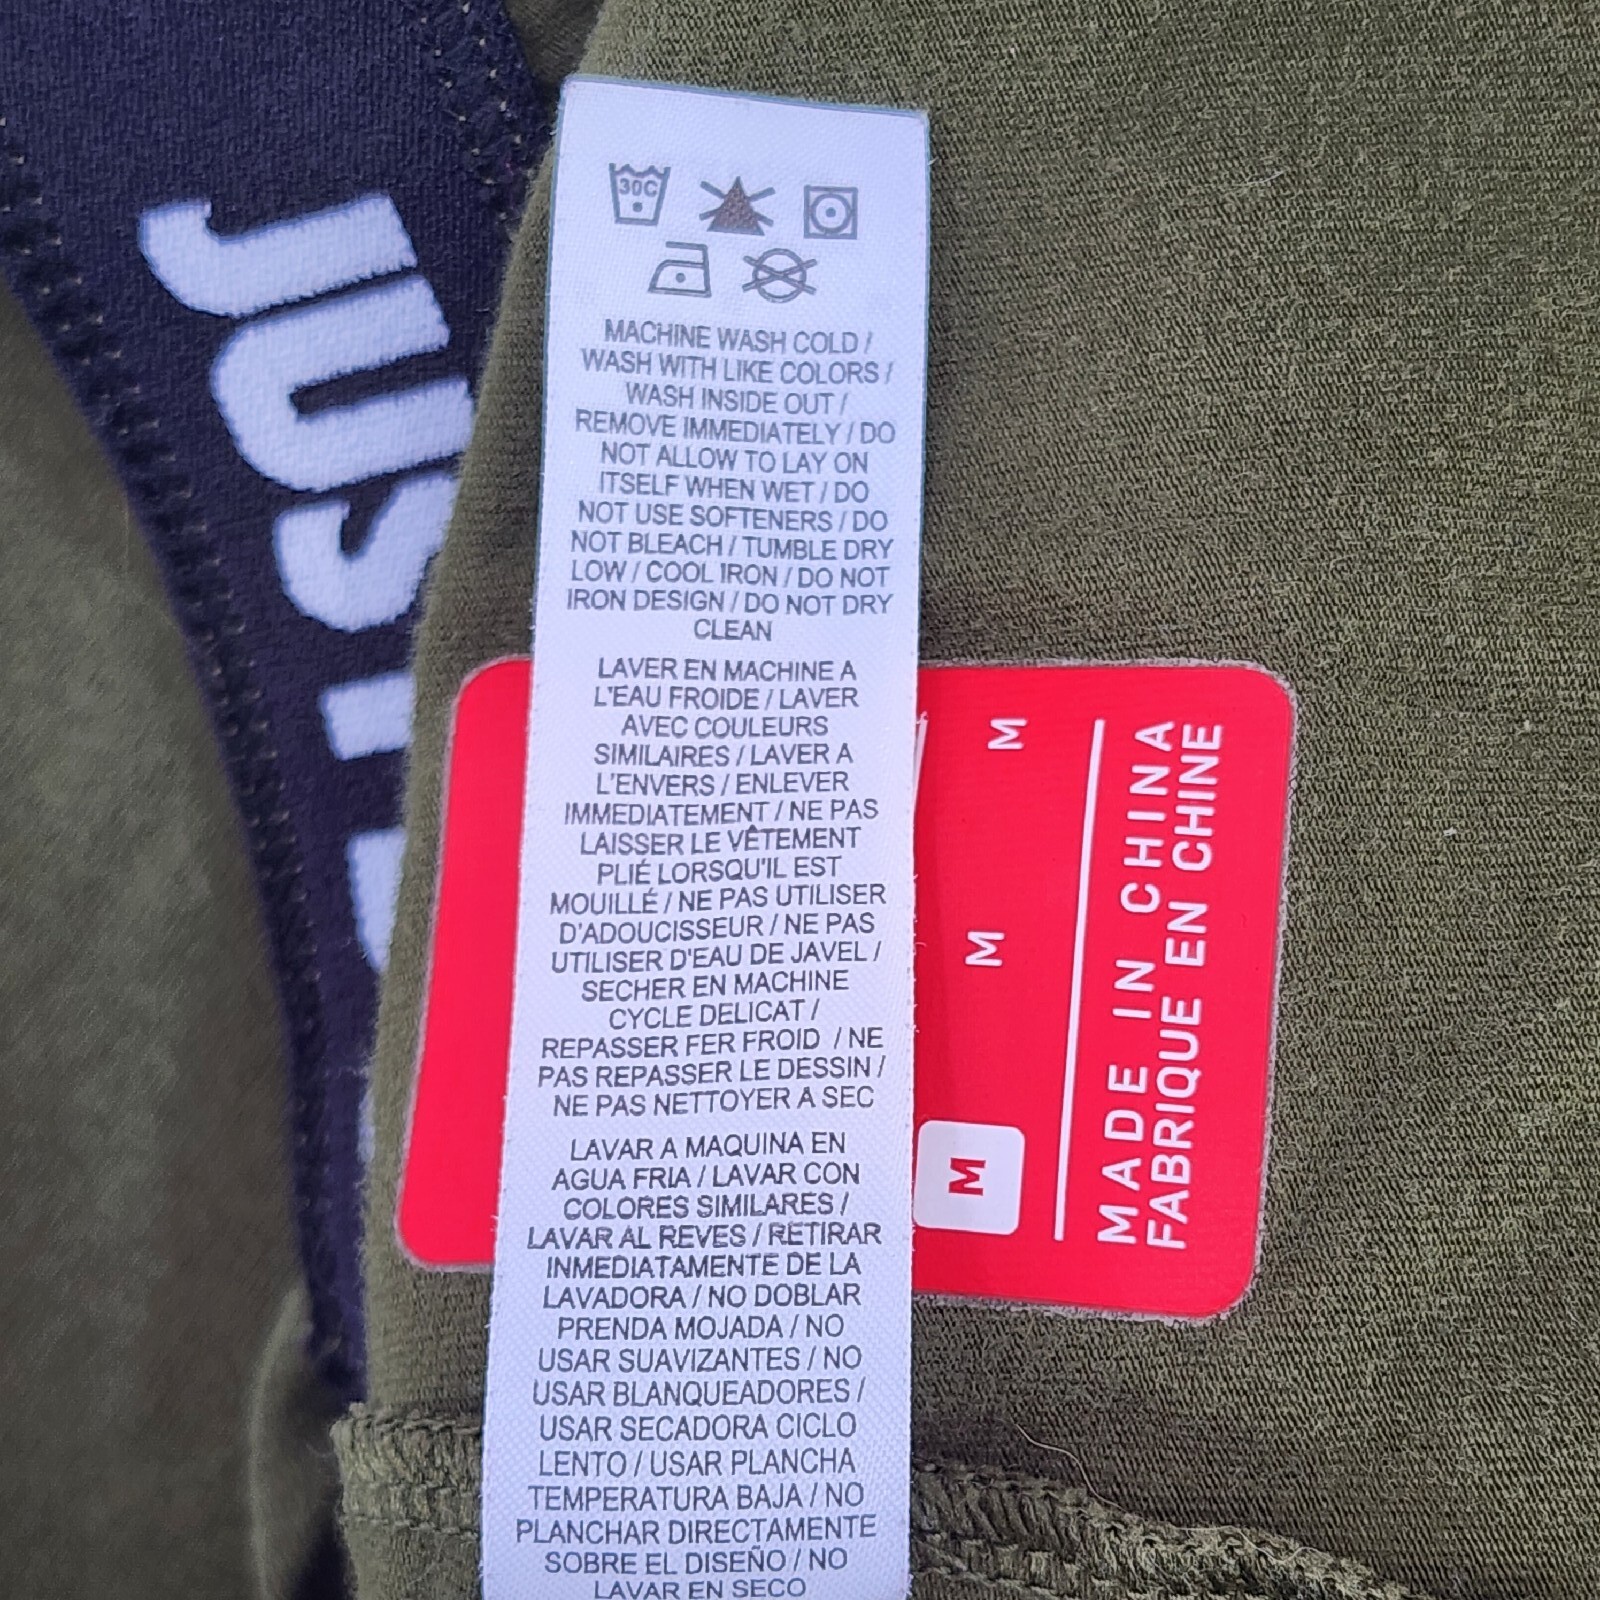 JUST
30C
MACHINE WASH COLD /
WASH WITH LIKE COLORS /
WASH INSIDE OUT /
REMOVE IMMEDIATELY / DO
NOT ALLOW TO LAY ON
ITSELF WHEN WET / DO
NOT USE SOFTENERS / DO
NOT BLEACH / TUMBLE DRY
LOW / COOL IRON / DO NOT
IRON DESIGN / DO NOT DRY
CLEAN
LAVER EN MACHINE A
L'EAU FROIDE / LAVER
AVEC COULEURS
SIMILAIRES / LAVER A
L'ENVERS / ENLEVER
IMMEDIATEMENT / NE PAS
LAISSER LE VÊTEMENT
PLIÉ LORSQU'IL EST
MOUILLÉ / NE PAS UTILISER
D'ADOUCISSEUR / NE PAS
UTILISER D'EAU DE JAVEL /
SECHER EN MACHINE
CYCLE DELICAT /
REPASSER FER FROID / NE
PAS REPASSER LE DESSIN /
NE PAS NETTOYER A SEC
LAVAR A MAQUINA EN
AGUA FRIA / LAVAR CON
COLORES SIMILARES /
LAVAR AL REVES / RETIRAR
INMEDIATAMENTE DE LA
LAVADORA / NO DOBLAR
PRENDA MOJADA / NO
USAR SUAVIZANTES / NO
USAR BLANQUEADORES /
USAR SECADORA CICLO
LENTO / USAR PLANCHA
TEMPERATURA BAJA / NO
PLANCHAR DIRECTAMENTE
SOBRE EL DISEÑO / NO
LAVAR EN SECO
M
M
M
MADE IN CHINA
FABRIQUE EN CHINE